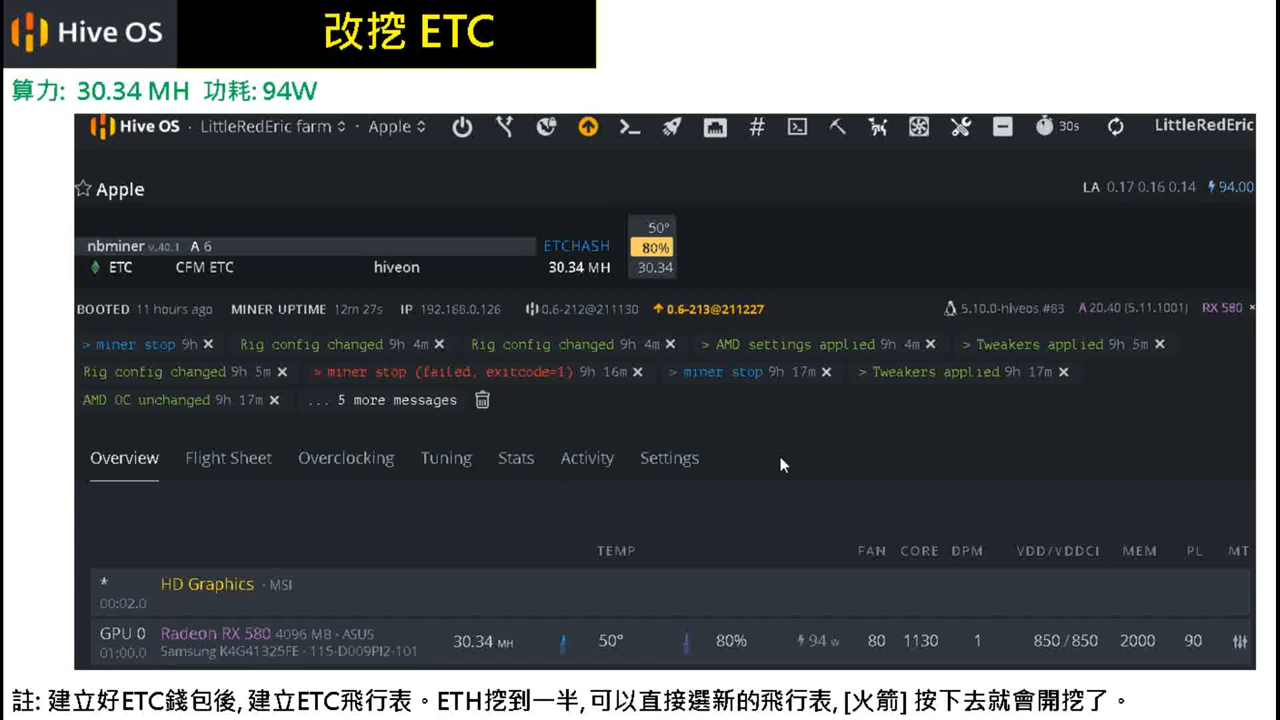 Hive OS
改挖 ETC
算力: 30.34 MH 功耗: 94W
Hive OS · LittleRedEric farm · Apple # 30s LittleRedEric
Apple LA 0.17 0.16 0.14 94.00
50°
nbminer v.40.1 A 6 ETCHASH 80%
ETC CFM ETC hiveon 30.34 MH 30.34
BOOTED 11 hours ago MINER UPTIME 12m 27s IP 192.168.0.126 0.6-212@211130 0.6-213@211227 5.10.0-hiveos #83 A 20.40 (5.11.1001) RX 580 ×
> miner stop 9h × Rig config changed 9h 4m × Rig config changed 9h 4m × > AMD settings applied 9h 4m × > Tweakers applied 9h 5m ×
Rig config changed 9h 5m × > miner stop (failed, exitcode=1) 9h 16m × > miner stop 9h 17m × > Tweakers applied 9h 17m ×
AMD OC unchanged 9h 17m × ... 5 more messages
Overview Flight Sheet Overclocking Tuning Stats Activity Settings
TEMP FAN CORE DPM VDD/VDDCI MEM PL MT
* HD Graphics · MSI
00:02.0
GPU 0 Radeon RX 580 4096 MB · ASUS 30.34 MH 50° 80% 94 W 80 1130 1 850/850 2000 90
01:00.0 Samsung K4G41325FE · 115-D009PI2-101
註: 建立好ETC錢包後, 建立ETC飛行表。ETH挖到一半, 可以直接選新的飛行表, [火箭] 按下去就會開挖了。